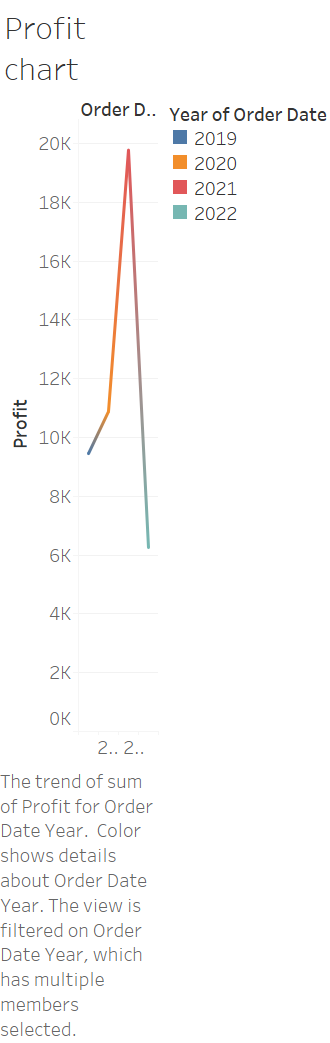 Profit
chart
Order D..
Year of Order Date
2019
2020
2021
2022
20K
18K
16K
14K
12K
10K
8K
6K
4K
2K
0K
Profit
2.. 2..
The trend of sum
of Profit for Order
Date Year.  Color
shows details
about Order Date
Year. The view is
filtered on Order
Date Year, which
has multiple
members
selected.